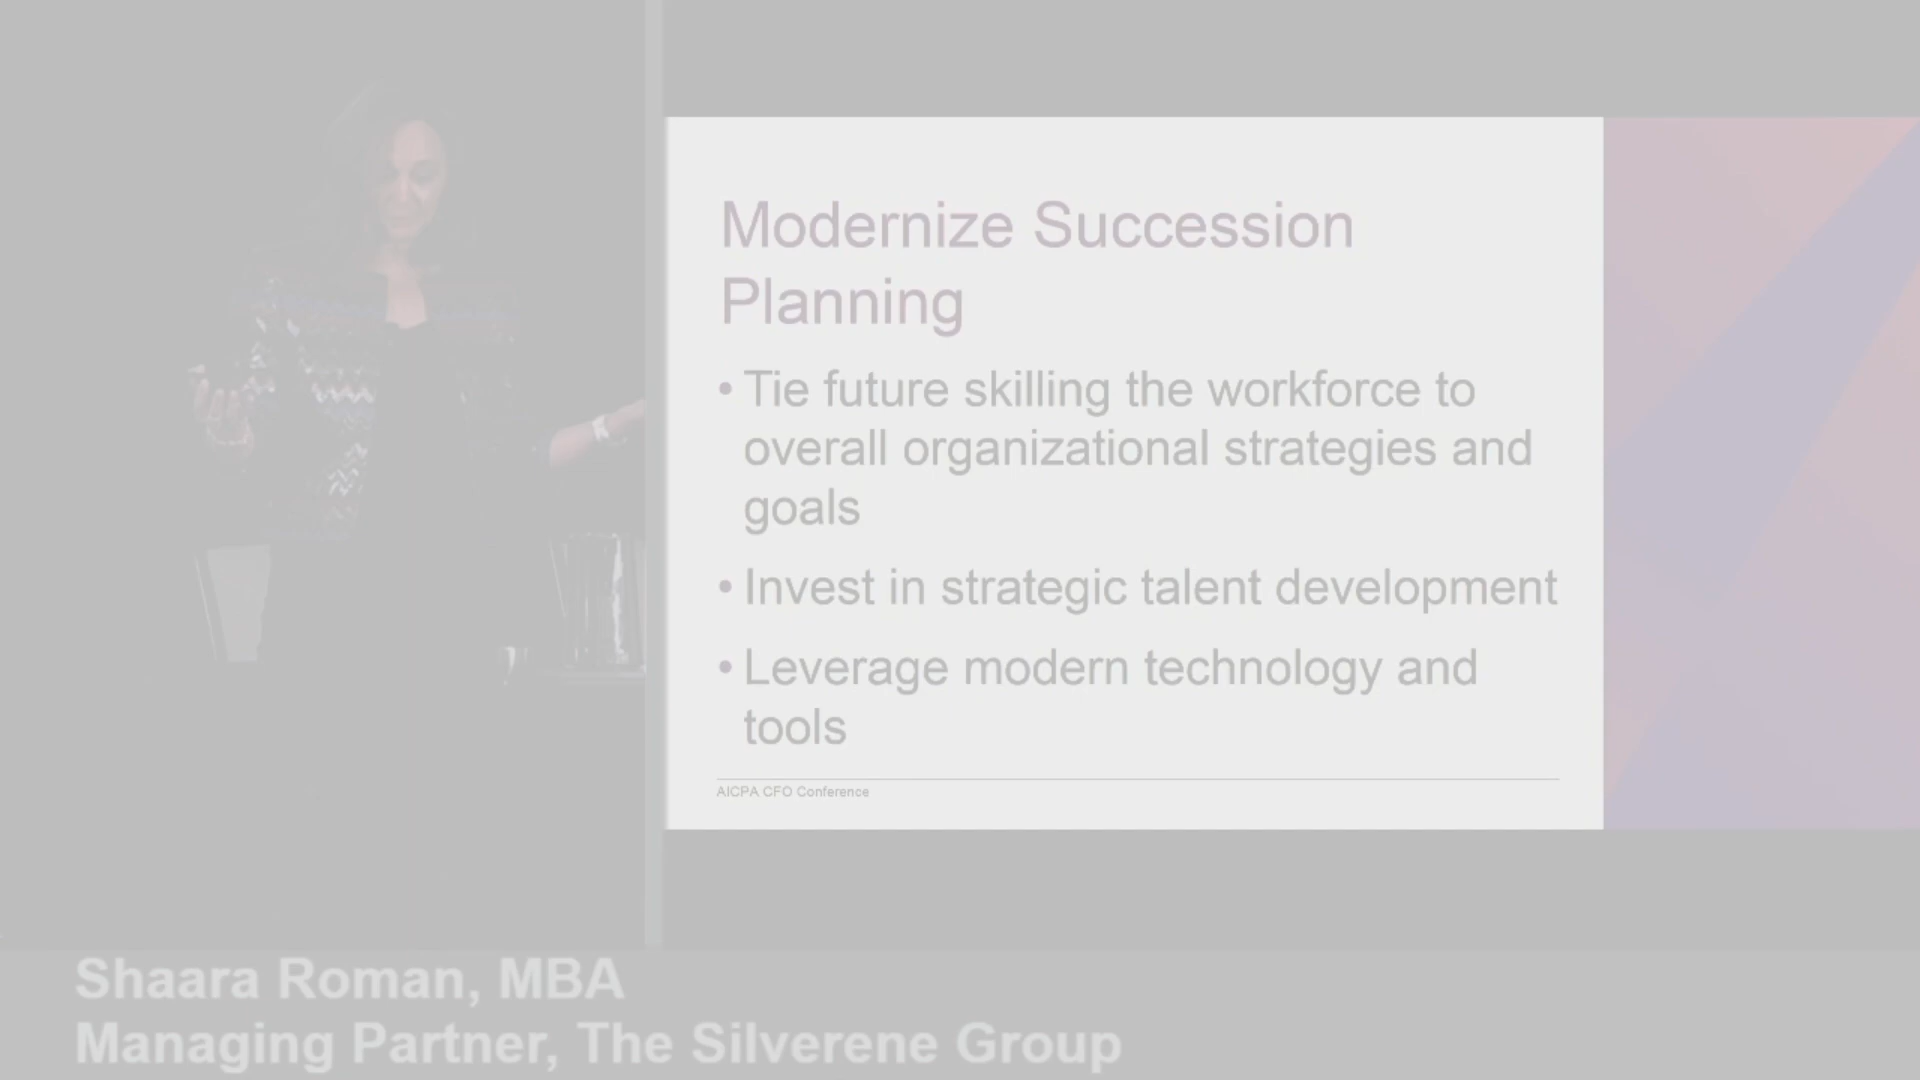 Modernize Succession
Planning
• Tie future skilling the workforce to
overall organizational strategies and
goals
• Invest in strategic talent development
• Leverage modern technology and
tools
AICPA CFO Conference
Shaara Roman, MBA
Managing Partner, The Silverene Group